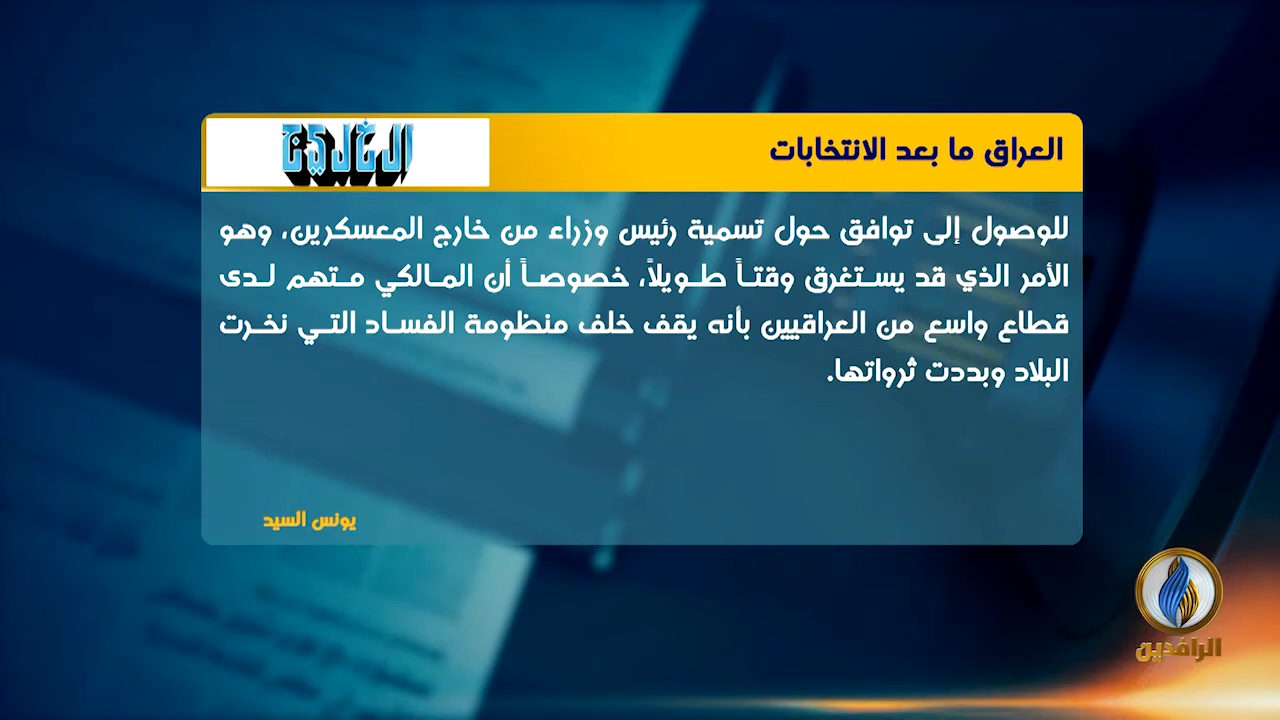 العراق ما بعد الانتخابات
الخليج
للوصول إلى توافق حول تسمية رئيس وزراء من خارج المعسكرين، وهو
الأمر الذي قد يستغرق وقتاً طويلاً، خصوصاً أن المالكي متهم لدى
قطاع واسع من العراقيين بأنه يقف خلف منظومة الفساد التي نخرت
البلاد وبددت ثرواتها.
يونس السيد
الرافدين